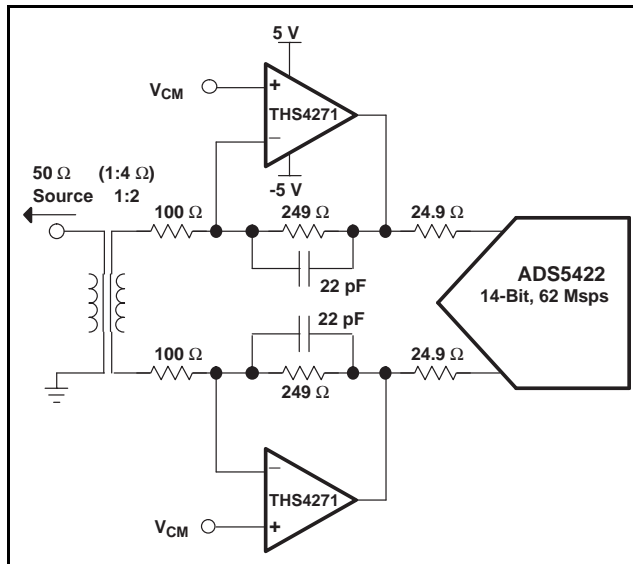 5 V
V_CM
+
THS4271
–
-5 V
50 Ω (1:4 Ω)
Source 1:2
100 Ω
249 Ω
24.9 Ω
22 pF
ADS5422
14-Bit, 62 Msps
22 pF
100 Ω
249 Ω
24.9 Ω
–
THS4271
V_CM
+